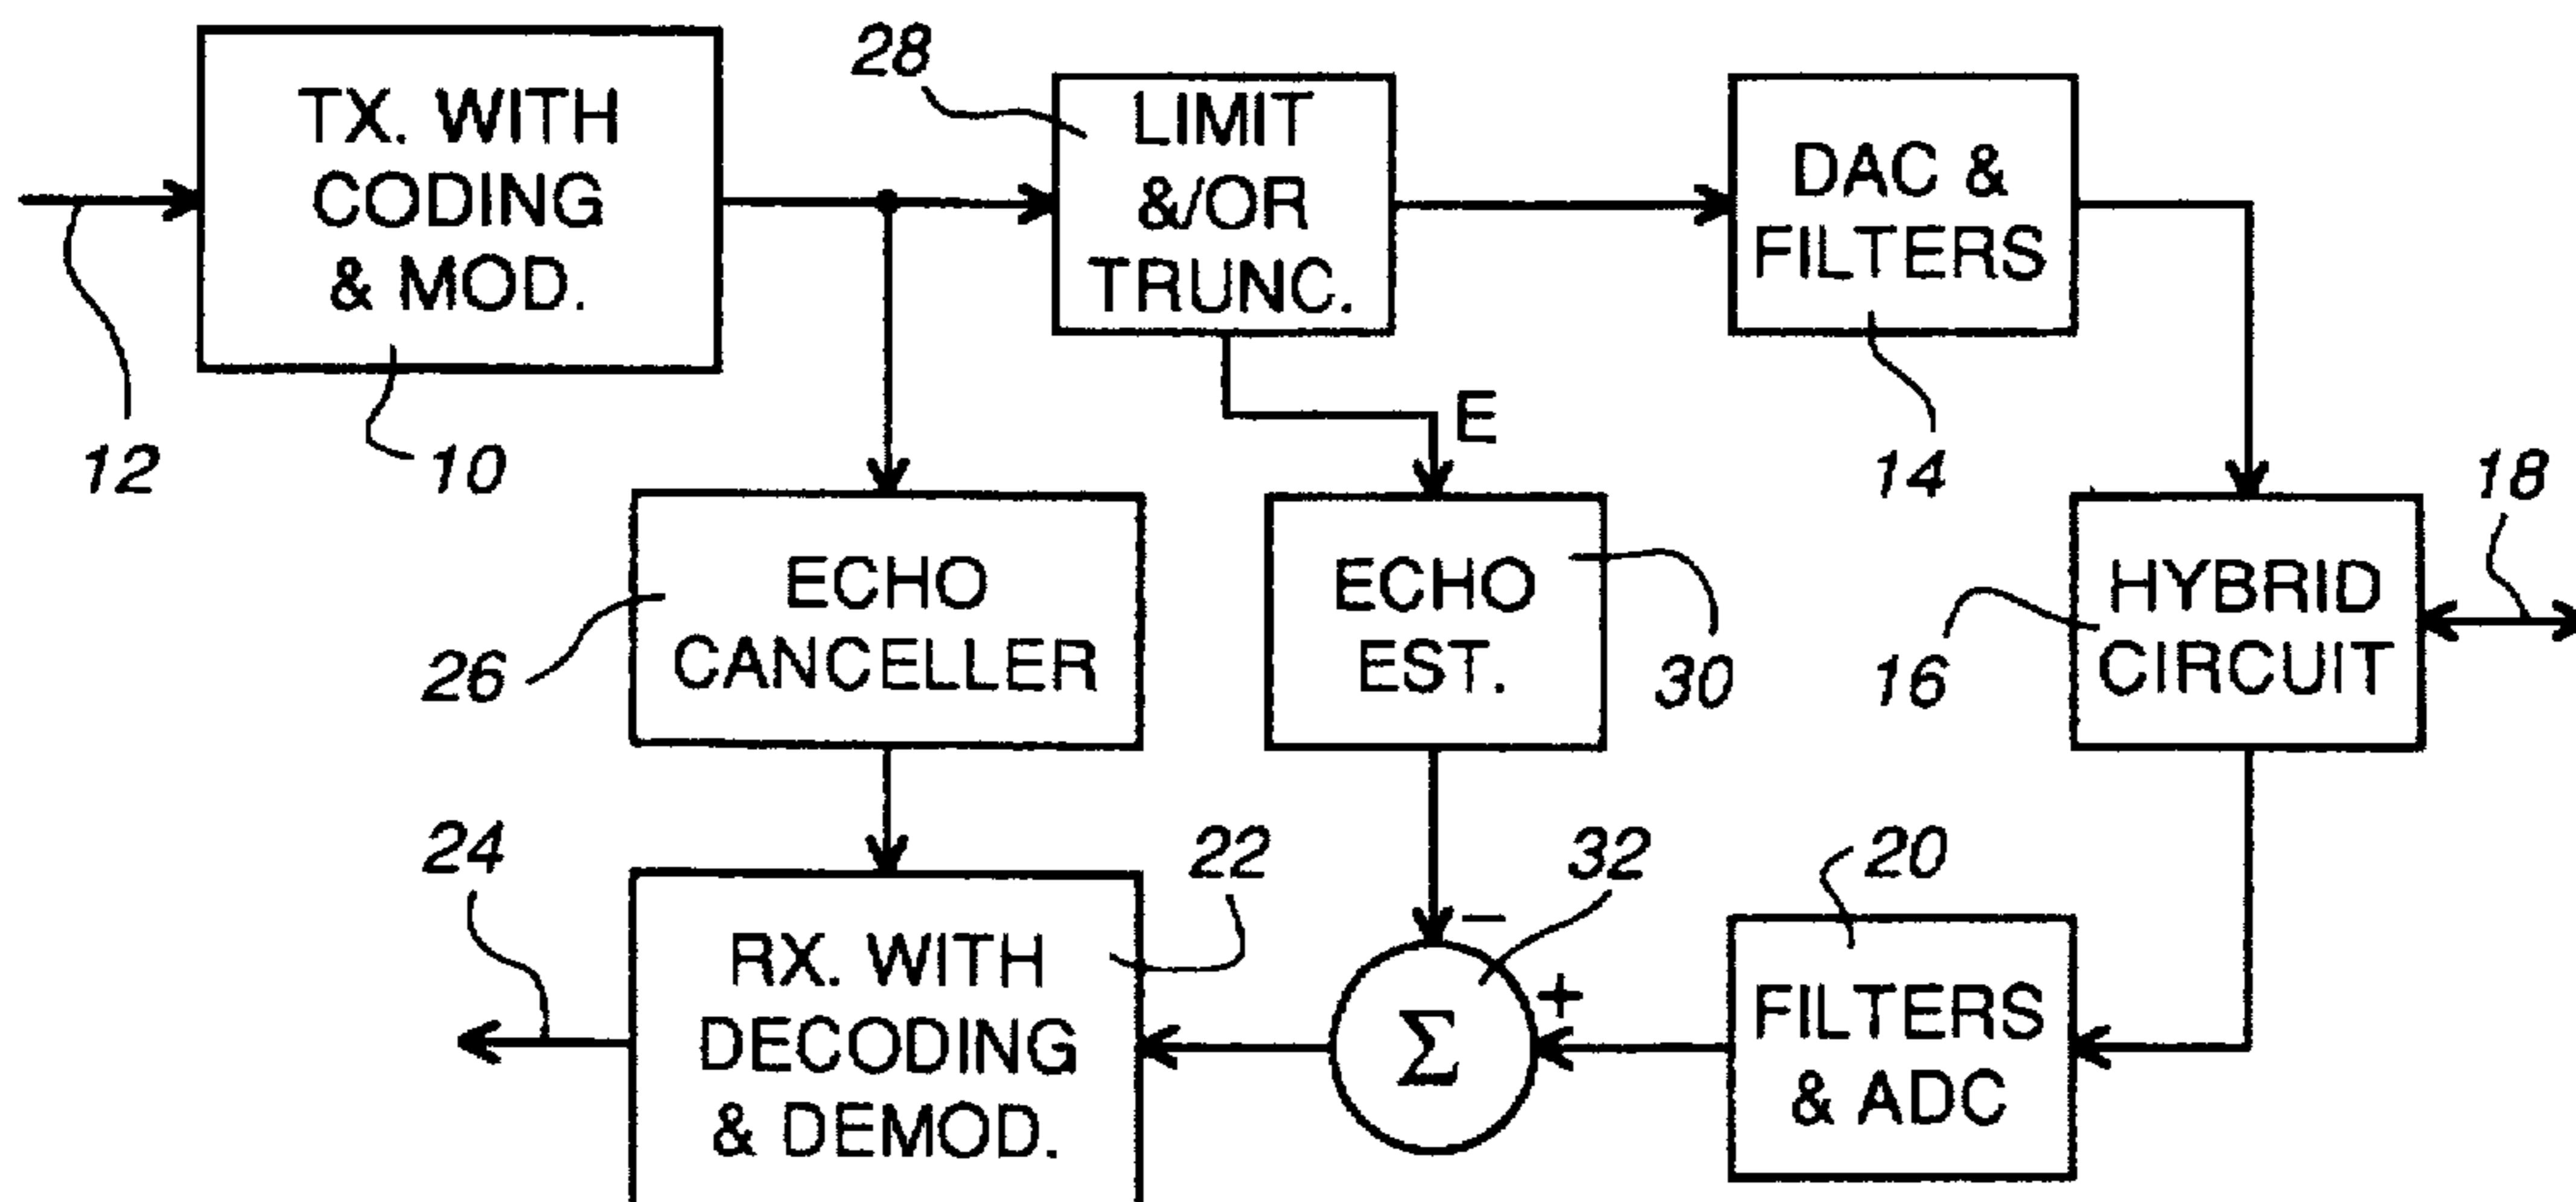 TX. WITH
CODING
& MOD.
28
LIMIT
&/OR
TRUNC.
DAC &
FILTERS
12
10
E
14
18
ECHO
CANCELLER
26
ECHO
EST.
30
HYBRID
CIRCUIT
16
24
RX. WITH
DECODING
& DEMOD.
22
−
32
Σ
+
20
FILTERS
& ADC